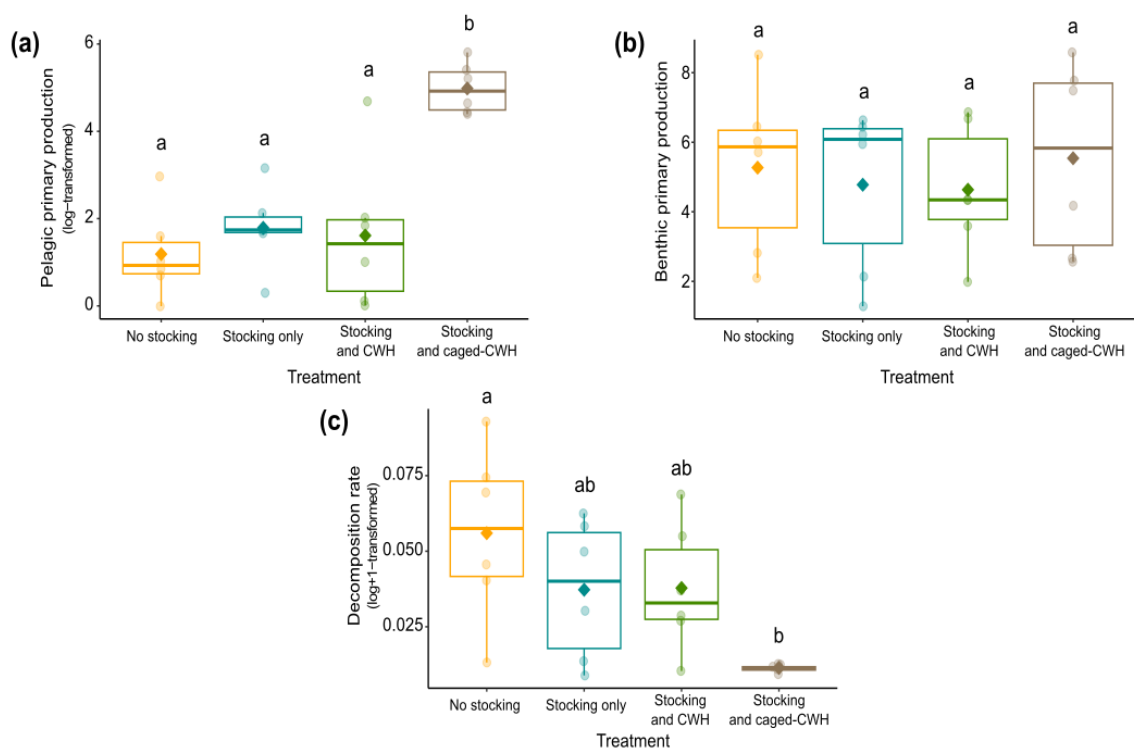 (a)
Pelagic primary production
(log−transformed)
6
4
2
0
a
a
a
b
No stocking
Stocking only
Stocking
and CWH
Stocking
and caged-CWH
Treatment
(b)
Benthic primary production
8
6
4
2
a
a
a
a
No stocking
Stocking only
Stocking
and CWH
Stocking
and caged-CWH
Treatment
(c)
Decomposition rate
(log+1−transformed)
0.075
0.050
0.025
a
ab
ab
b
No stocking
Stocking only
Stocking
and CWH
Stocking
and caged-CWH
Treatment